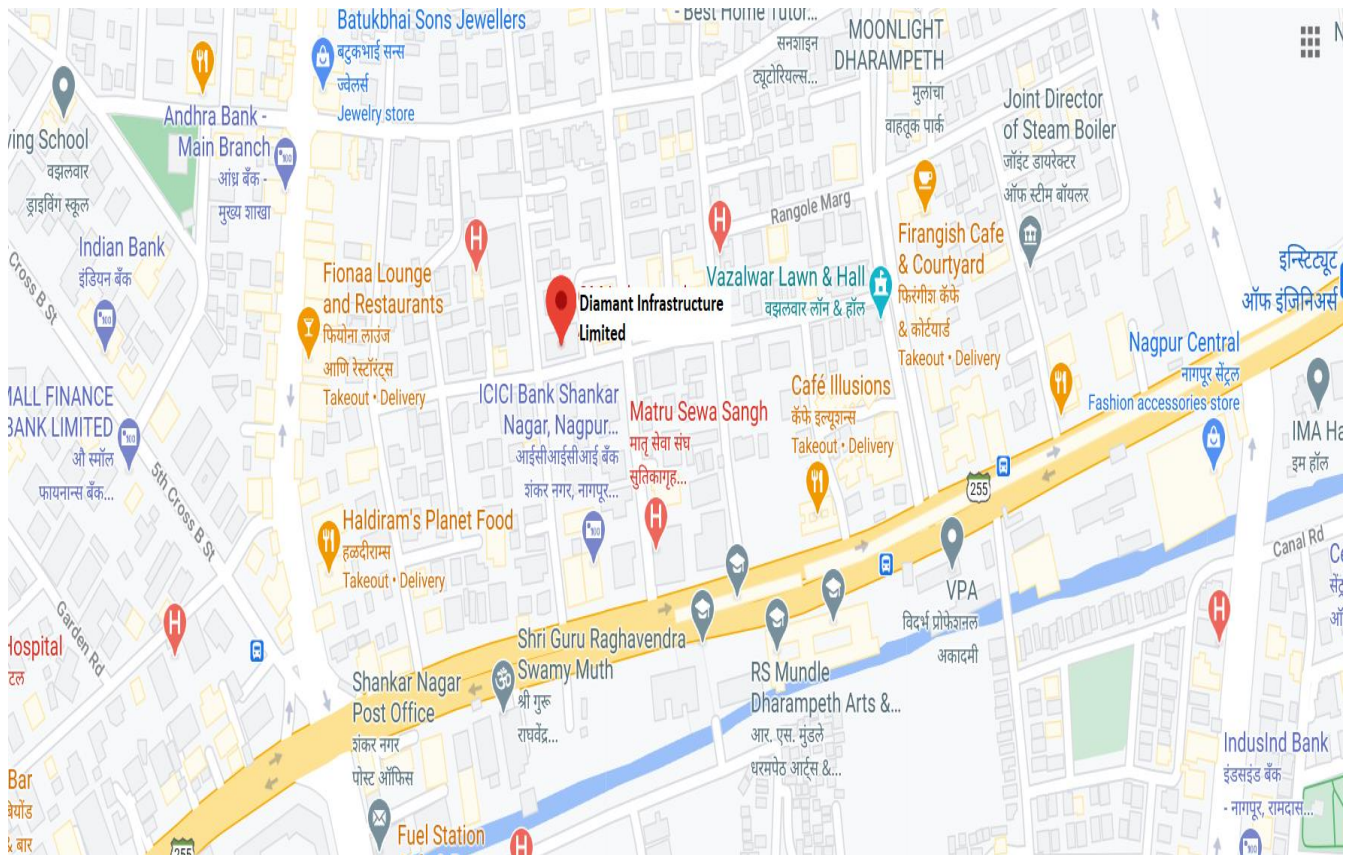 Batukbhai Sons Jewellers
बटुकभाई सन्स
ज्वेलर्स
Jewelry store
- Best Home Tutor...
सनशाइन
ट्युटोरियल्स...
MOONLIGHT
DHARAMPETH
मुलांचा
वाहतूक पार्क
Joint Director
of Steam Boiler
जॉइंट डायरेक्टर
ऑफ स्टीम बॉयलर
N
Andhra Bank -
Main Branch
आंध्र बँक -
मुख्य शाखा
ving School
वझलवार
ड्राइविंग स्कूल
Indian Bank
इंडियन बँक
Cross B St
Fionaa Lounge
and Restaurants
फियोना लाउंज
आणि रेस्टॉरंट्स
Takeout • Delivery
H
H
Rangole Marg
Diamant Infrastructure
Limited
Vazalwar Lawn & Hall
वझलवार लॉन & हॉल
Firangish Cafe
& Courtyard
फिरंगीश कॅफे
& कोर्टयार्ड
Takeout • Delivery
इन्स्टिट्यूट
ऑफ इंजिनिअर्स
Nagpur Central
नागपूर सेंट्रल
Fashion accessories store
IMA Ha
इम हॉल
MALL FINANCE
BANK LIMITED
औ स्मॉल
फायनान्स बँक...
5th Cross B St
ICICI Bank Shankar
Nagar, Nagpur...
आईसीआईसीआई बँक
शंकर नगर, नागपूर...
Matru Sewa Sangh
मातृ सेवा संघ
सुतिकागृह...
H
Café Illusions
कॅफे इल्यूशन्स
Takeout • Delivery
255
Haldiram's Planet Food
हळदीराम्स
Takeout • Delivery
Canal Rd
Ce
सेंट्र
ऑ
VPA
विदर्भ प्रोफेशनल
अकादमी
H
Garden Rd
H
Hospital
टल
Shri Guru Raghavendra
Swamy Muth
श्री गुरू
राघवेंद्र...
Shankar Nagar
Post Office
शंकर नगर
पोस्ट ऑफिस
RS Mundle
Dharampeth Arts &...
आर. एस. मुंडले
धरमपेठ आर्ट्स &...
IndusInd Bank
इंडसइंड बँक
- नागपूर, रामदास...
Bar
बियोंड
& बार
255
Fuel Station
H
H